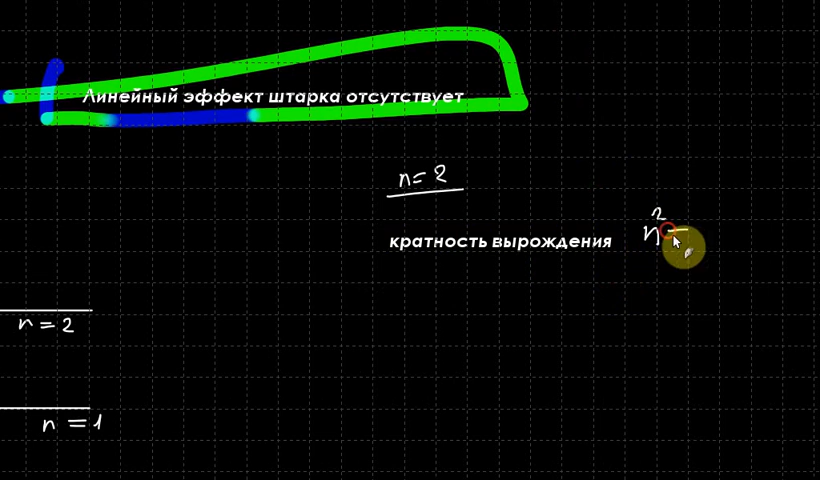 Линейный эффект штарка отсутствует
n = 2
кратность вырождения n² =
n = 2
n = 1